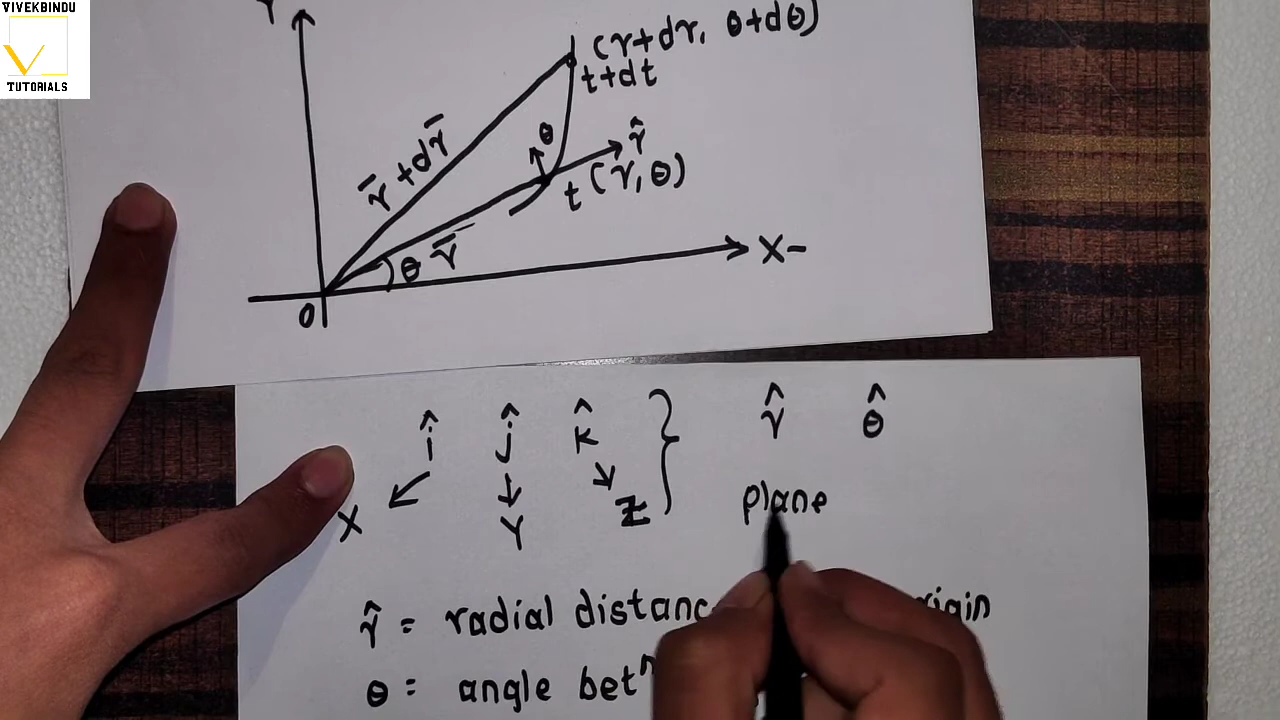 VIVEKBINDU
TUTORIALS
Y
(r+dr, θ+dθ)
t+dt
r̄+dr̄
θ
r̂
t (r, θ)
θ r̄
X-
O
î ĵ k̂ } r̂ θ̂
X Y Z plane
r̂ = radial distanc
θ = angle betⁿ